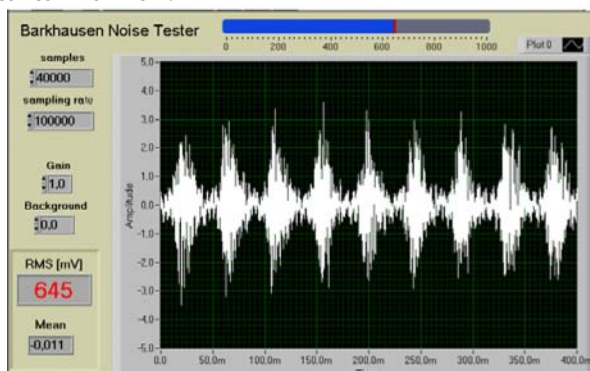 Barkhausen Noise Tester
0 200 400 600 800 1000
Plot 0
samples
40000
sampling rate
100000
Gain
1,0
Background
0,0
RMS [mV]
645
Mean
-0,011
Amplitude
5.0
4.0
3.0
2.0
1.0
0.0
-1.0
-2.0
-3.0
-4.0
-5.0
0.0 50.0m 100.0m 150.0m 200.0m 250.0m 300.0m 350.0m 400.0m